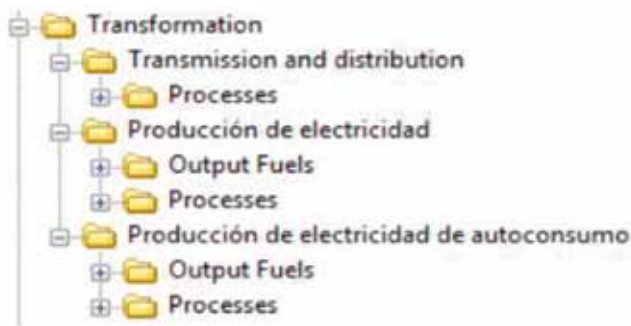 Transformation
Transmission and distribution
Processes
Producción de electricidad
Output Fuels
Processes
Producción de electricidad de autoconsumo
Output Fuels
Processes